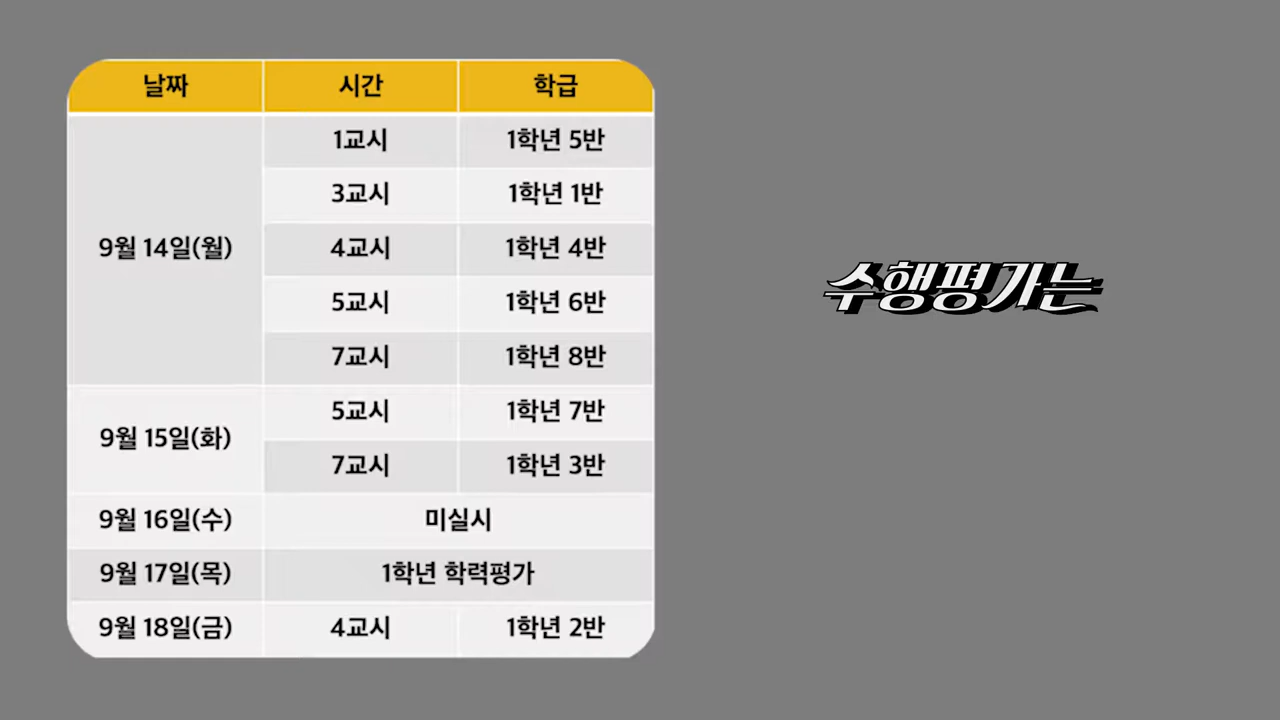 날짜 시간 학급
9월 14일(월) 1교시 1학년 5반
3교시 1학년 1반
4교시 1학년 4반
5교시 1학년 6반
7교시 1학년 8반
9월 15일(화) 5교시 1학년 7반
7교시 1학년 3반
9월 16일(수) 미실시
9월 17일(목) 1학년 학력평가
9월 18일(금) 4교시 1학년 2반
수행평가는